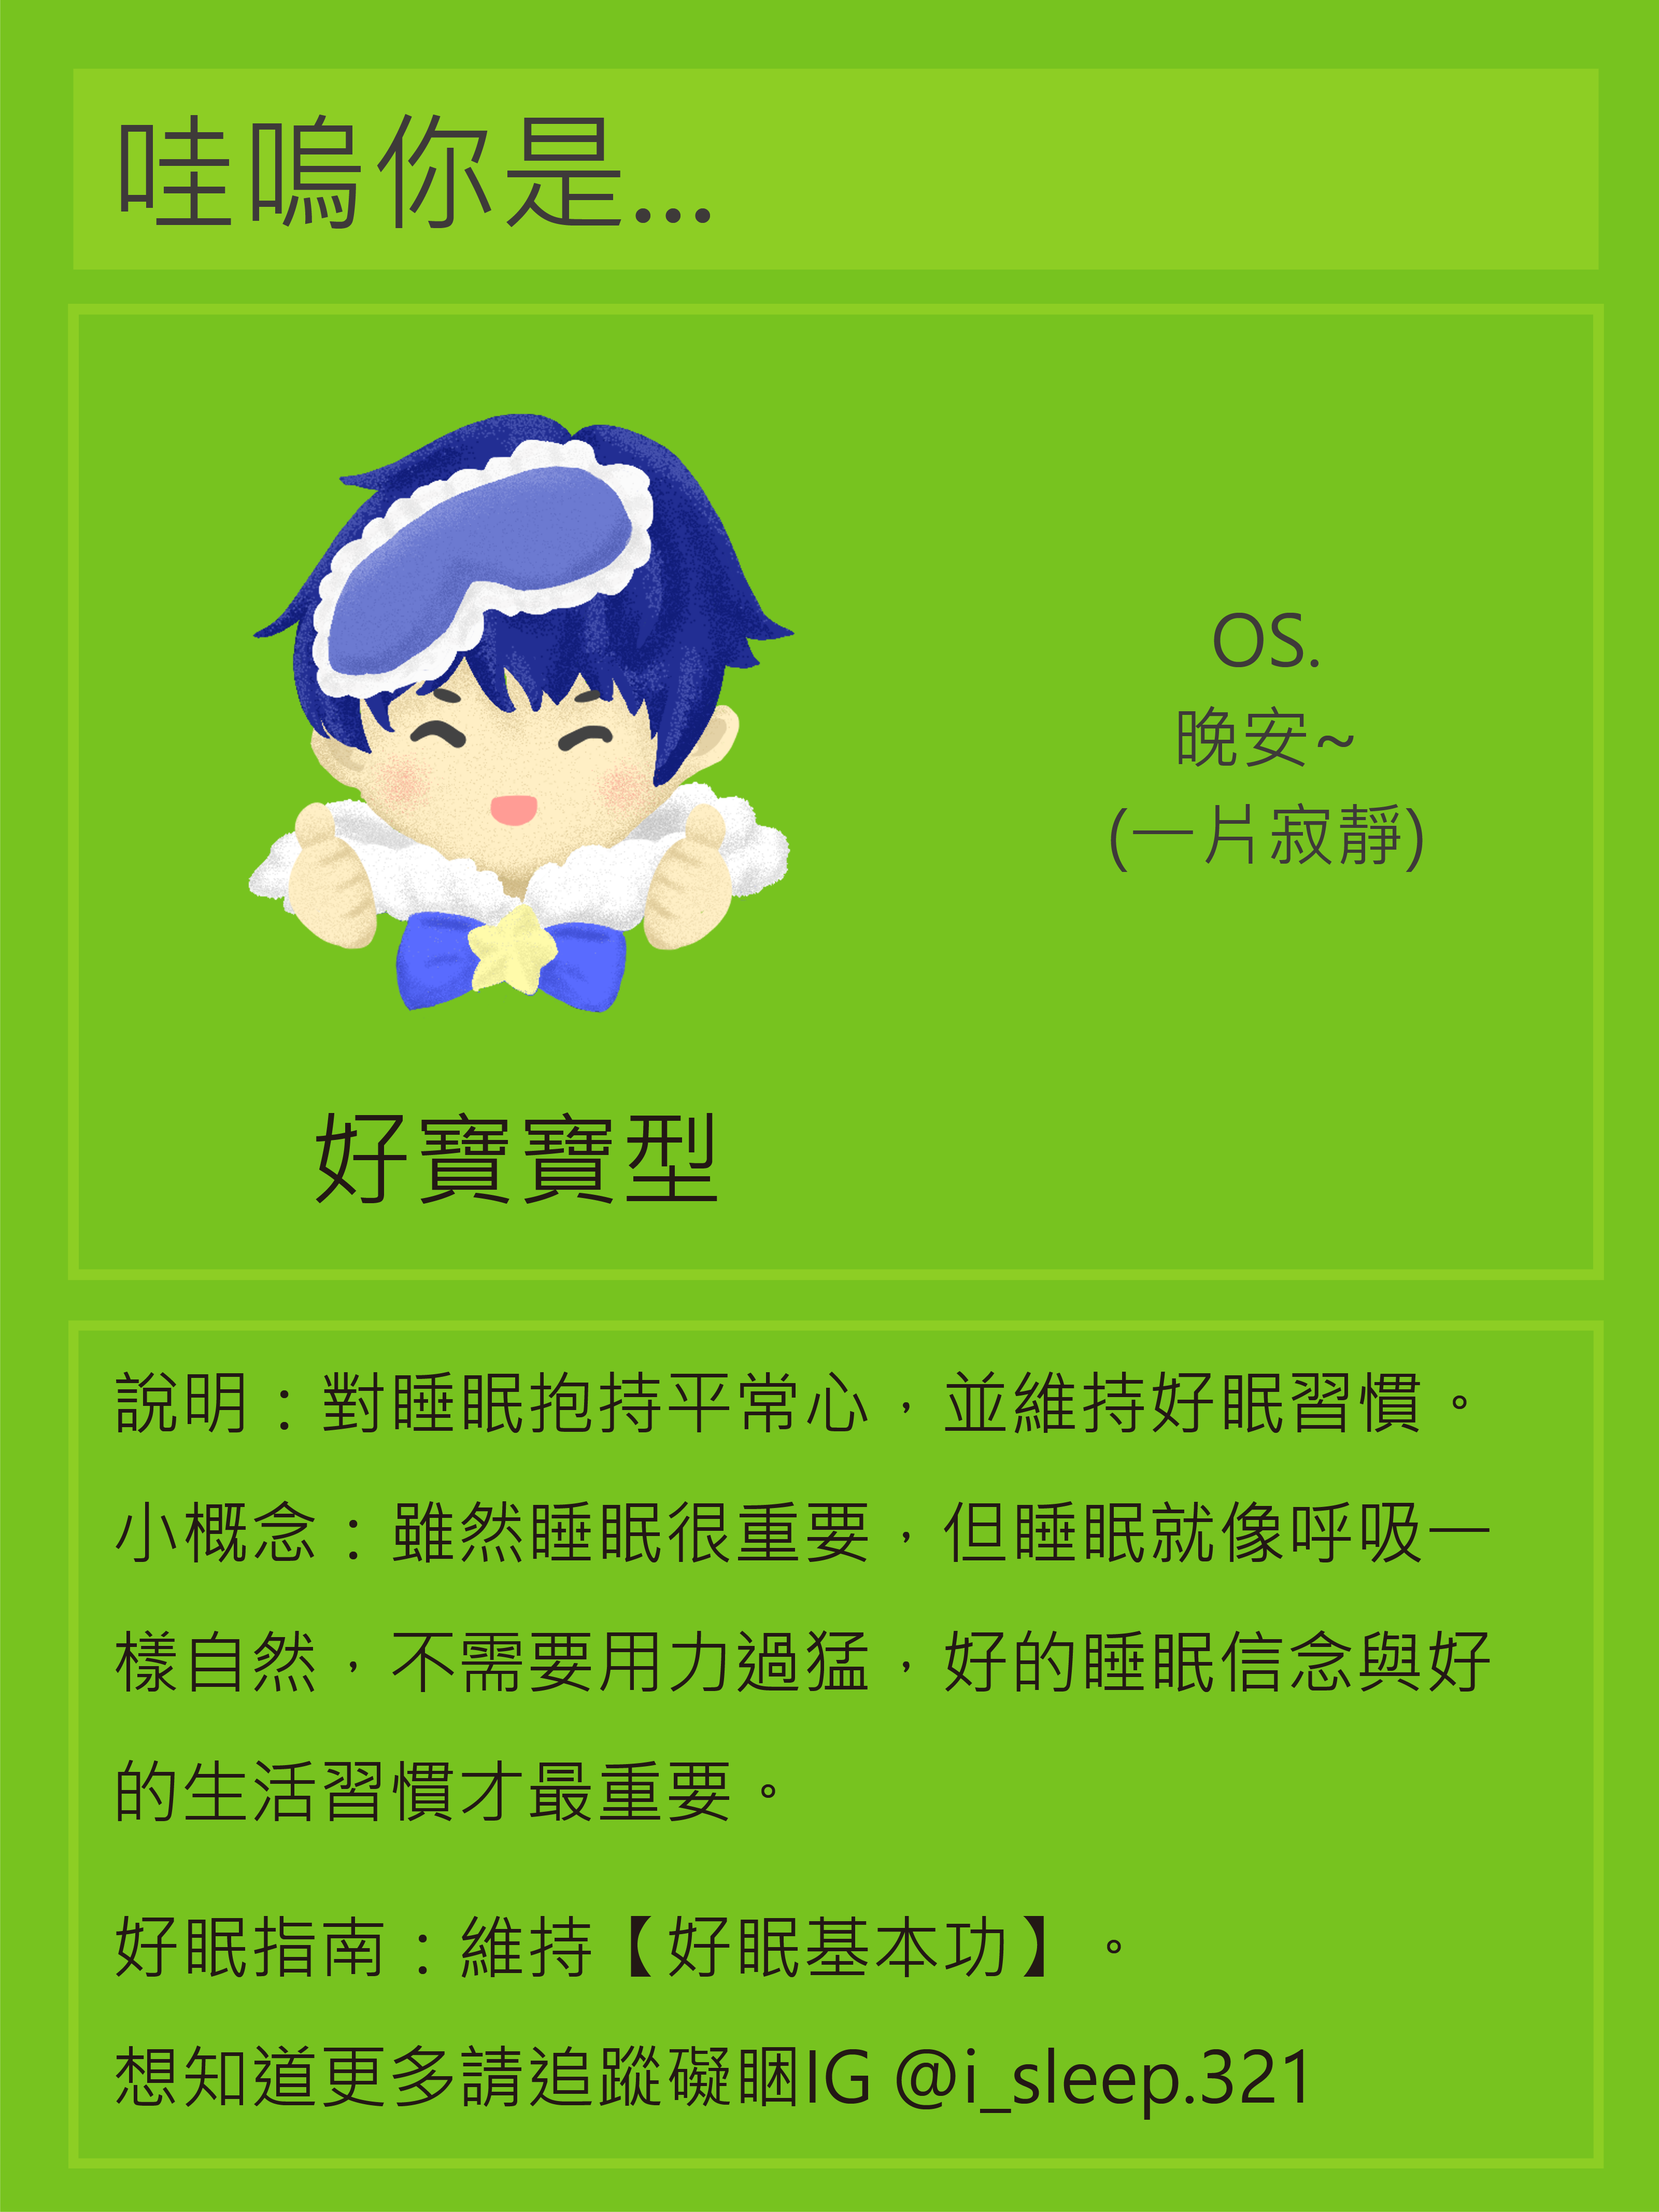 哇嗚你是...
OS.
晚安~
(一片寂靜)
好寶寶型
說明：對睡眠抱持平常心，並維持好眠習慣。
小概念：雖然睡眠很重要，但睡眠就像呼吸一
樣自然，不需要用力過猛，好的睡眠信念與好
的生活習慣才最重要。
好眠指南：維持【好眠基本功】。
想知道更多請追蹤礙睏IG @i_sleep.321